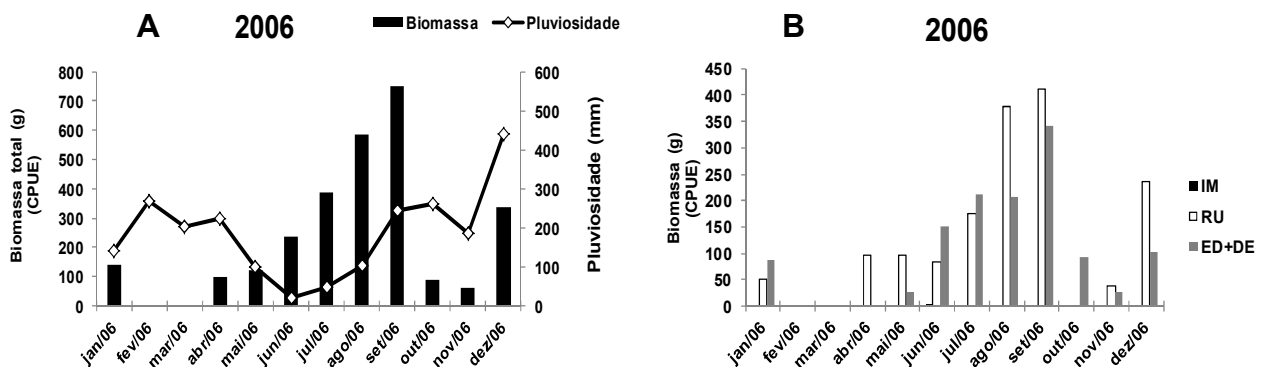 A 2006 Biomassa Pluviosidade
Biomassa total (g)
(CPUE)
800
700
600
500
400
300
200
100
0
600
500
400
300
200
100
0
Pluviosidade (mm)
jan/06 fev/06 mar/06 abr/06 mai/06 jun/06 jul/06 ago/06 set/06 out/06 nov/06 dez/06
B 2006
Biomassa (g)
(CPUE)
450
400
350
300
250
200
150
100
50
0
jan/06 fev/06 mar/06 abr/06 mai/06 jun/06 jul/06 ago/06 set/06 out/06 nov/06 dez/06
IM
RU
ED+DE